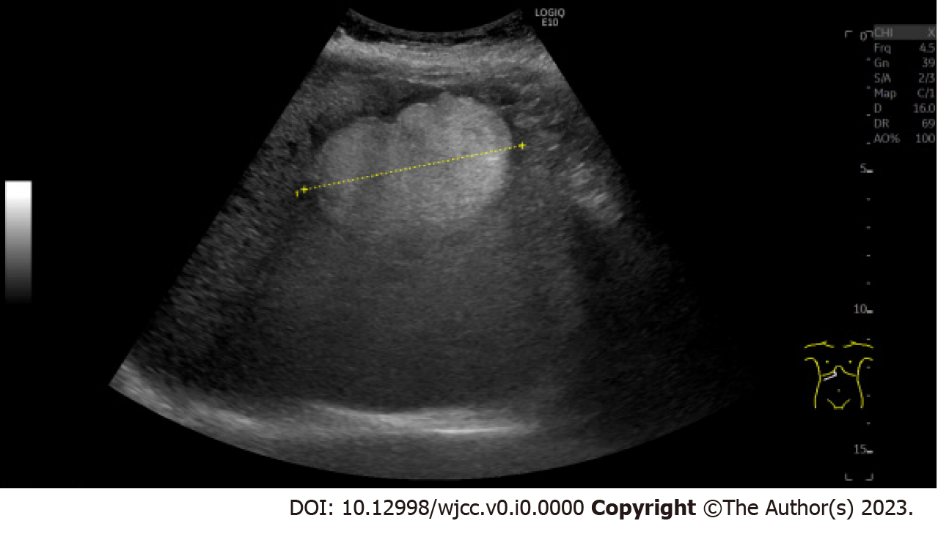 LOGIQ
E10
0
CHI X
Frq 4.5
Gn 39
S/A 2/3
Map C/1
D 16.0
DR 69
AO% 100
5
1
10
15
DOI: 10.12998/wjcc.v0.i0.0000 Copyright ©The Author(s) 2023.